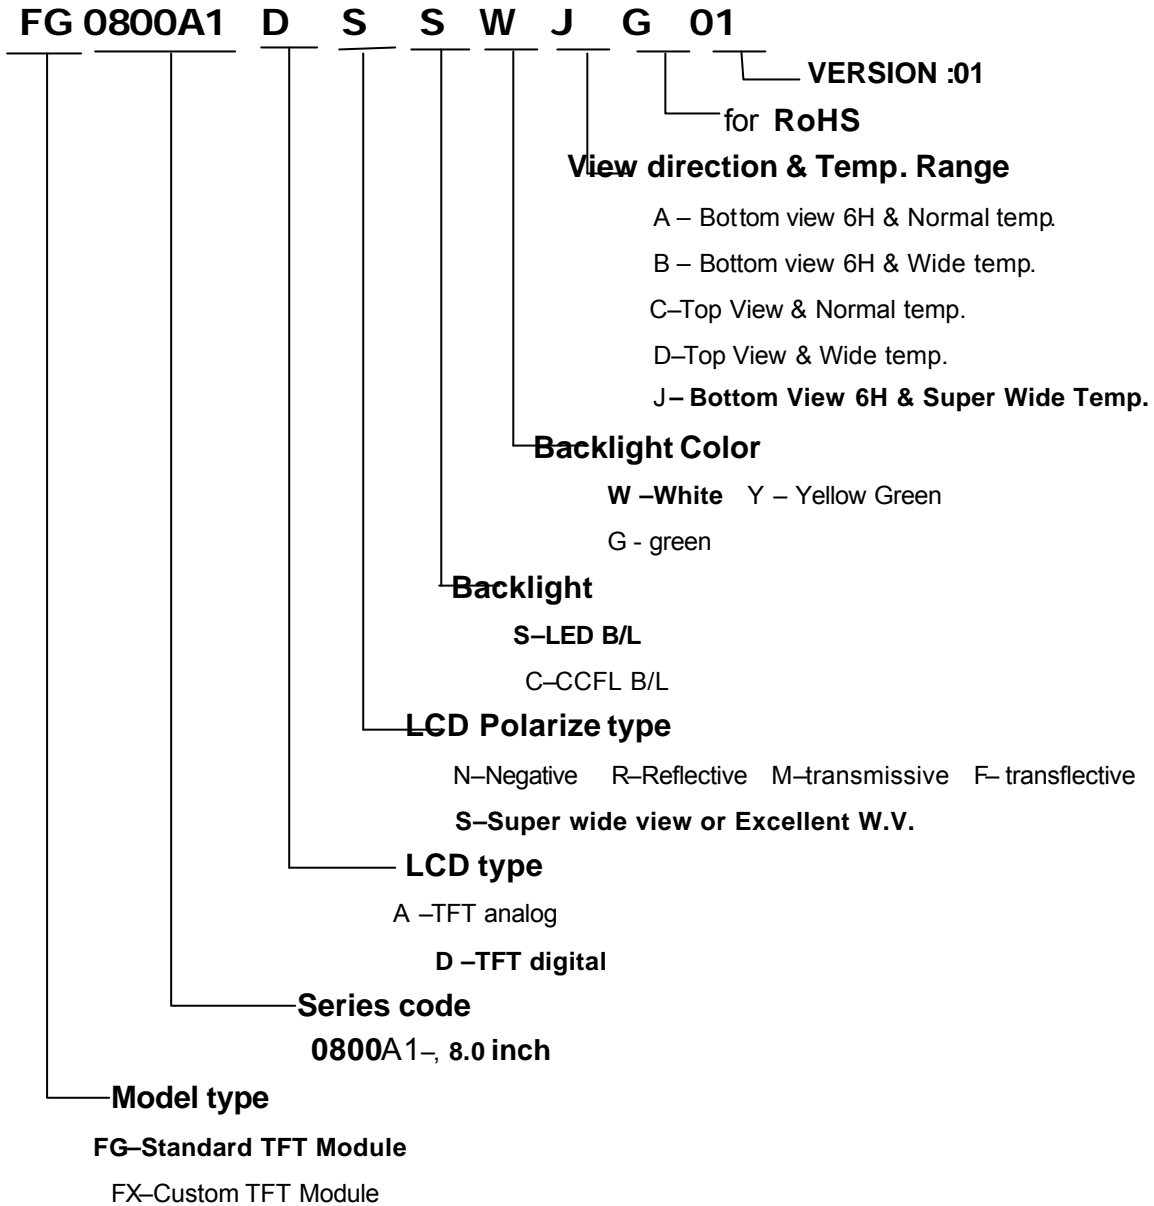 FG 0800A1 D S S W J G 01
VERSION :01
for RoHS
View direction & Temp. Range
A – Bottom view 6H & Normal temp.
B – Bottom view 6H & Wide temp.
C–Top View & Normal temp.
D–Top View & Wide temp.
J– Bottom View 6H & Super Wide Temp.
Backlight Color
W –White Y – Yellow Green
G - green
Backlight
S–LED B/L
C–CCFL B/L
LCD Polarize type
N–Negative R–Reflective M–transmissive F– transflective
S–Super wide view or Excellent W.V.
LCD type
A –TFT analog
D –TFT digital
Series code
0800A1–, 8.0 inch
Model type
FG–Standard TFT Module
FX–Custom TFT Module